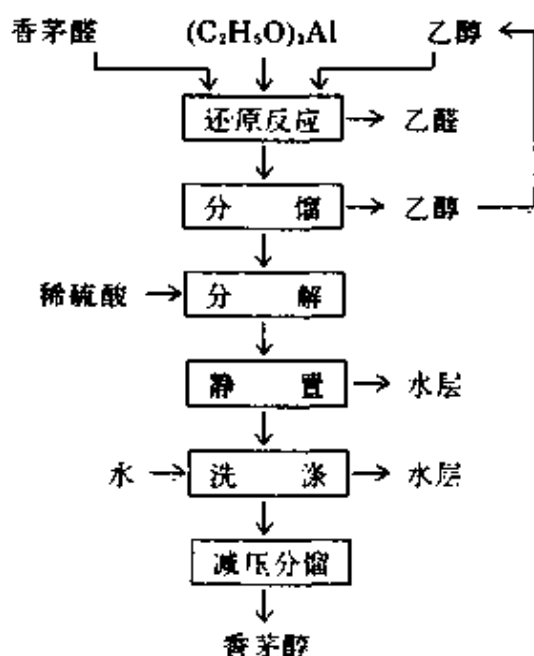 香茅醛 (C₂H₅O)₃Al 乙醇
还原反应 乙醛
分馏 乙醇
稀硫酸 分解
静置 水层
水 洗涤 水层
减压分馏
香茅醇